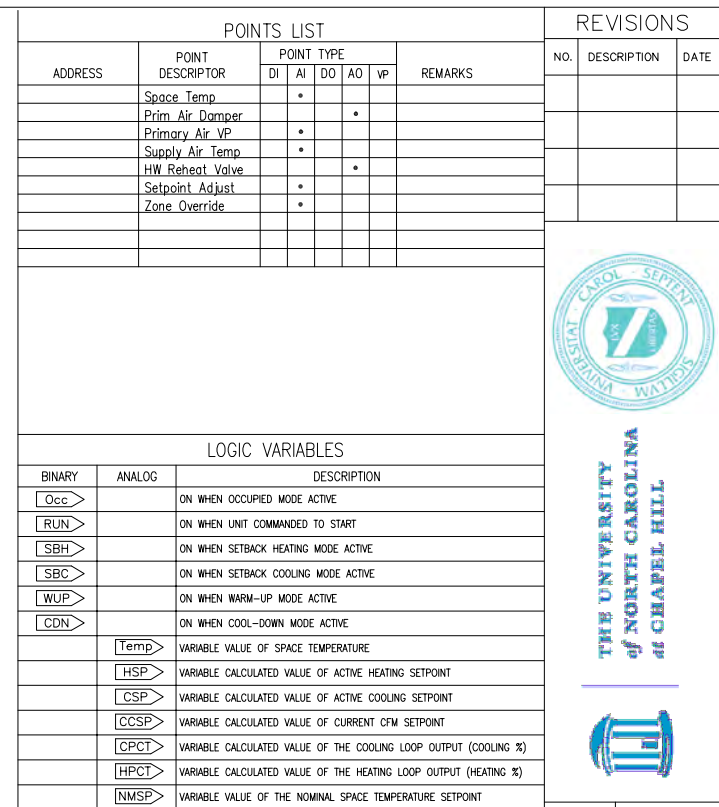 POINTS LIST
ADDRESS POINT DESCRIPTOR POINT TYPE REMARKS
DI AI DO AO VP
Space Temp •
Prim Air Damper •
Primary Air VP •
Supply Air Temp •
HW Reheat Valve •
Setpoint Adjust •
Zone Override •
LOGIC VARIABLES
BINARY ANALOG DESCRIPTION
Occ ON WHEN OCCUPIED MODE ACTIVE
RUN ON WHEN UNIT COMMANDED TO START
SBH ON WHEN SETBACK HEATING MODE ACTIVE
SBC ON WHEN SETBACK COOLING MODE ACTIVE
WUP ON WHEN WARM-UP MODE ACTIVE
CDN ON WHEN COOL-DOWN MODE ACTIVE
Temp VARIABLE VALUE OF SPACE TEMPERATURE
HSP VARIABLE CALCULATED VALUE OF ACTIVE HEATING SETPOINT
CSP VARIABLE CALCULATED VALUE OF ACTIVE COOLING SETPOINT
CCSP VARIABLE CALCULATED VALUE OF CURRENT CFM SETPOINT
CPCT VARIABLE CALCULATED VALUE OF THE COOLING LOOP OUTPUT (COOLING %)
HPCT VARIABLE CALCULATED VALUE OF THE HEATING LOOP OUTPUT (HEATING %)
NMSP VARIABLE VALUE OF THE NOMINAL SPACE TEMPERATURE SETPOINT
REVISIONS
NO. DESCRIPTION DATE
SIGILLVM · VNIVERSITAT · CAROL · SEPTENT
LVX LIBERTAS
THE UNIVERSITY
of NORTH CAROLINA
at CHAPEL HILL